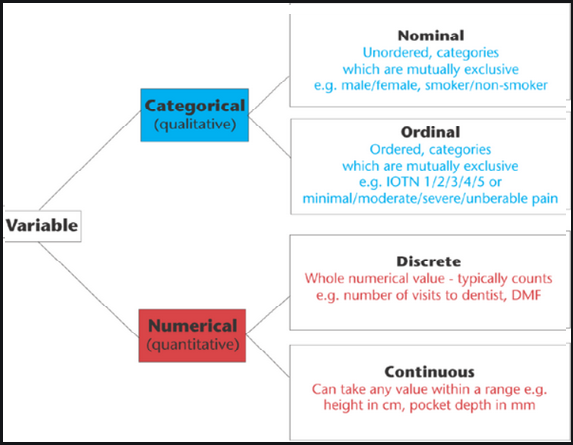 Nominal
Unordered, categories
which are mutually exclusive
e.g. male/female, smoker/non-smoker
Categorical
(qualitative)
Ordinal
Ordered, categories
which are mutually exclusive
e.g. IOTN 1/2/3/4/5 or
minimal/moderate/severe/unberable pain
Variable
Discrete
Whole numerical value - typically counts
e.g. number of visits to dentist, DMF
Numerical
(quantitative)
Continuous
Can take any value within a range e.g.
height in cm, pocket depth in mm